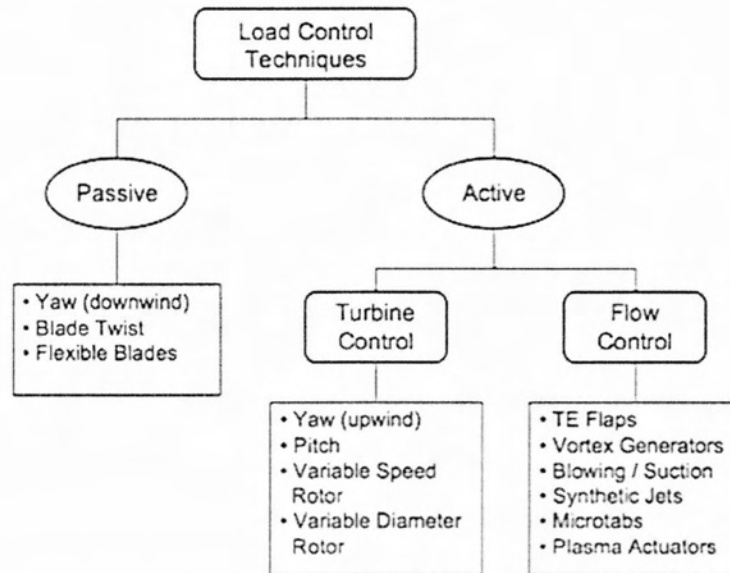 Load Control
Techniques
Passive
Active
• Yaw (downwind)
• Blade Twist
• Flexible Blades
Turbine
Control
Flow
Control
• Yaw (upwind)
• Pitch
• Variable Speed
Rotor
• Variable Diameter
Rotor
• TE Flaps
• Vortex Generators
• Blowing / Suction
• Synthetic Jets
• Microtabs
• Plasma Actuators